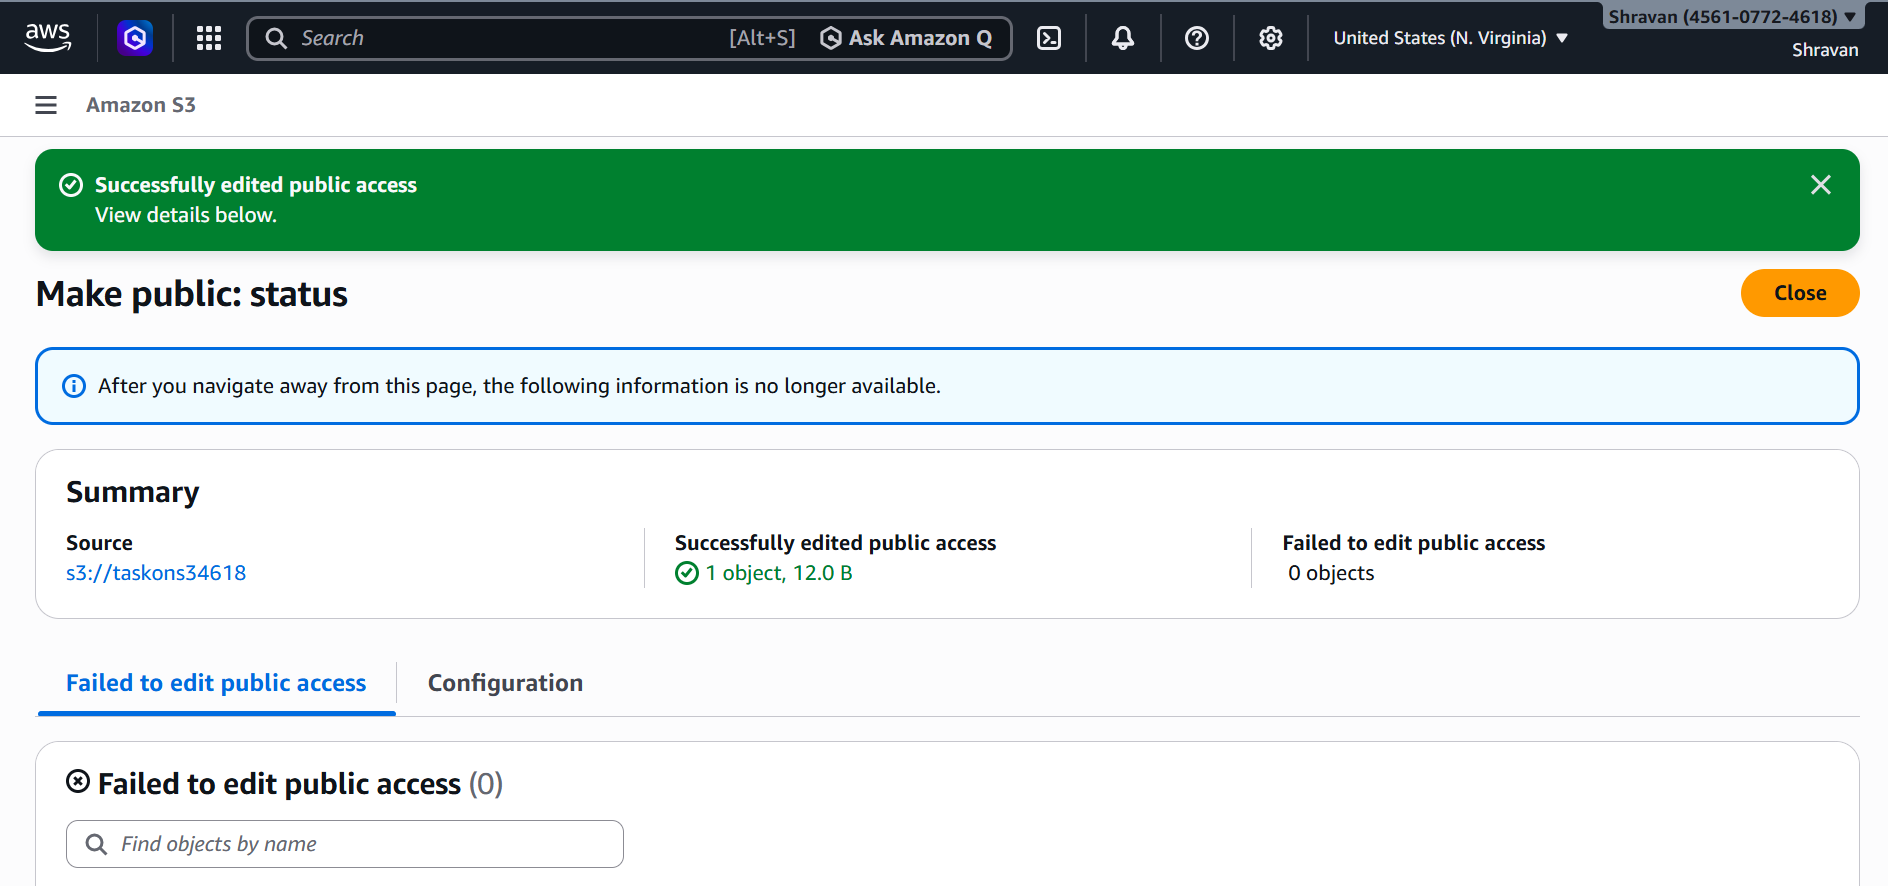 aws
Search [Alt+S] Ask Amazon Q United States (N. Virginia) ▼ Shravan (4561-0772-4618) ▼
Shravan
Amazon S3
Successfully edited public access
View details below.
Make public: status Close
After you navigate away from this page, the following information is no longer available.
Summary
Source Successfully edited public access Failed to edit public access
s3://taskons34618 1 object, 12.0 B 0 objects
Failed to edit public access Configuration
Failed to edit public access (0)
Find objects by name